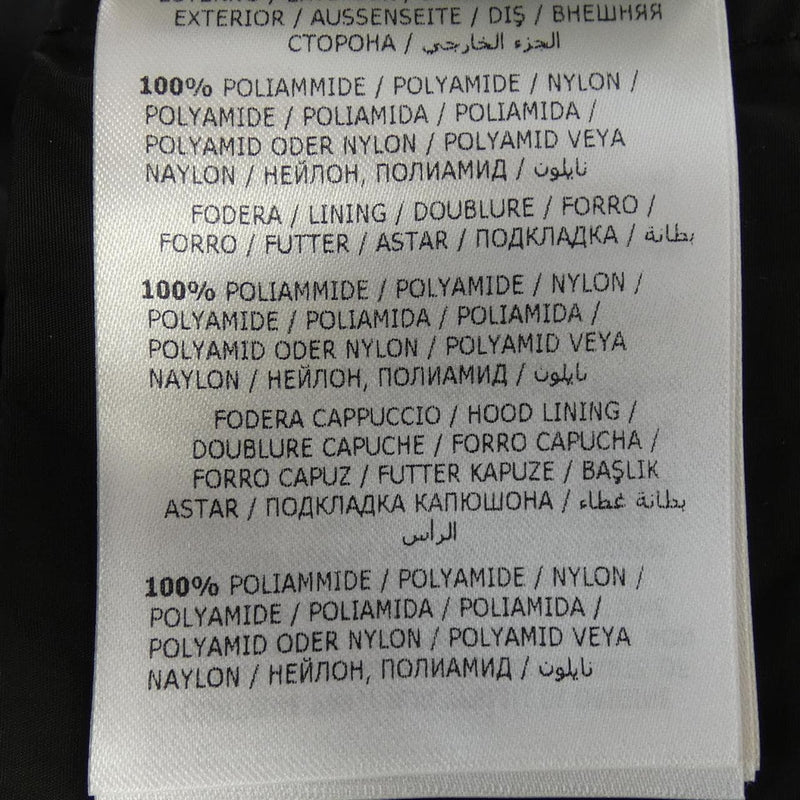 EXTERIOR / AUSSENSEITE / DIŞ / ВНЕШНЯЯ
СТОРОНА / الجزء الخارجي
100% POLIAMMIDE / POLYAMIDE / NYLON /
POLYAMIDE / POLIAMIDA / POLIAMIDA /
POLYAMID ODER NYLON / POLYAMID VEYA
NAYLON / НЕЙЛОН, ПОЛИАМИД / نايلون
FODERA / LINING / DOUBLURE / FORRO /
FORRO / FUTTER / ASTAR / ПОДКЛАДКА / بطانة
100% POLIAMMIDE / POLYAMIDE / NYLON /
POLYAMIDE / POLIAMIDA / POLIAMIDA /
POLYAMID ODER NYLON / POLYAMID VEYA
NAYLON / НЕЙЛОН, ПОЛИАМИД / نايلون
FODERA CAPPUCCIO / HOOD LINING /
DOUBLURE CAPUCHE / FORRO CAPUCHA /
FORRO CAPUZ / FUTTER KAPUZE / BAŞLIK
ASTAR / ПОДКЛАДКА КАПЮШОНА / بطانة غطاء
الرأس
100% POLIAMMIDE / POLYAMIDE / NYLON /
POLYAMIDE / POLIAMIDA / POLIAMIDA /
POLYAMID ODER NYLON / POLYAMID VEYA
NAYLON / НЕЙЛОН, ПОЛИАМИД / نايلون